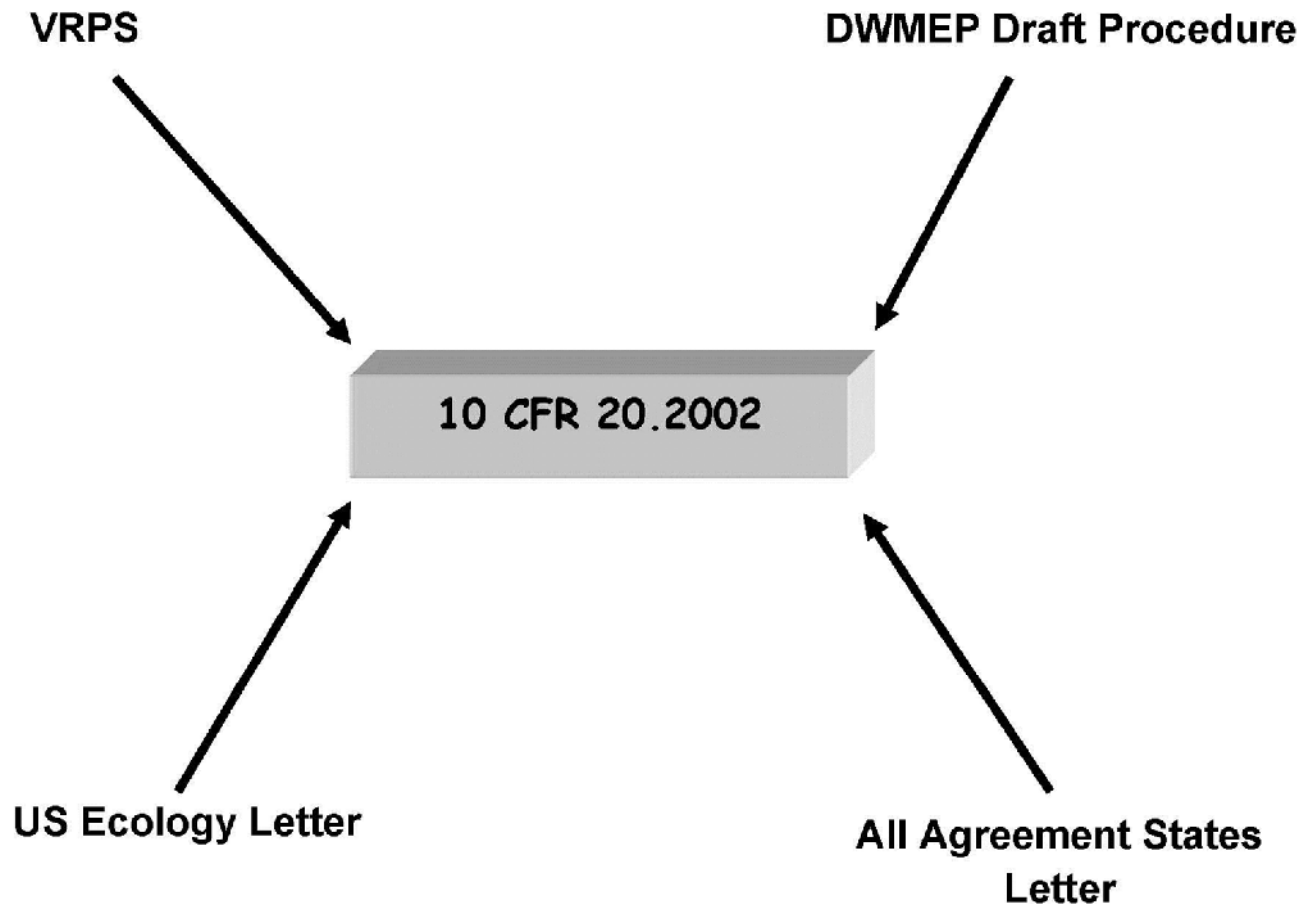 VRPS
DWMEP Draft Procedure
10 CFR 20.2002
US Ecology Letter
All Agreement States
Letter